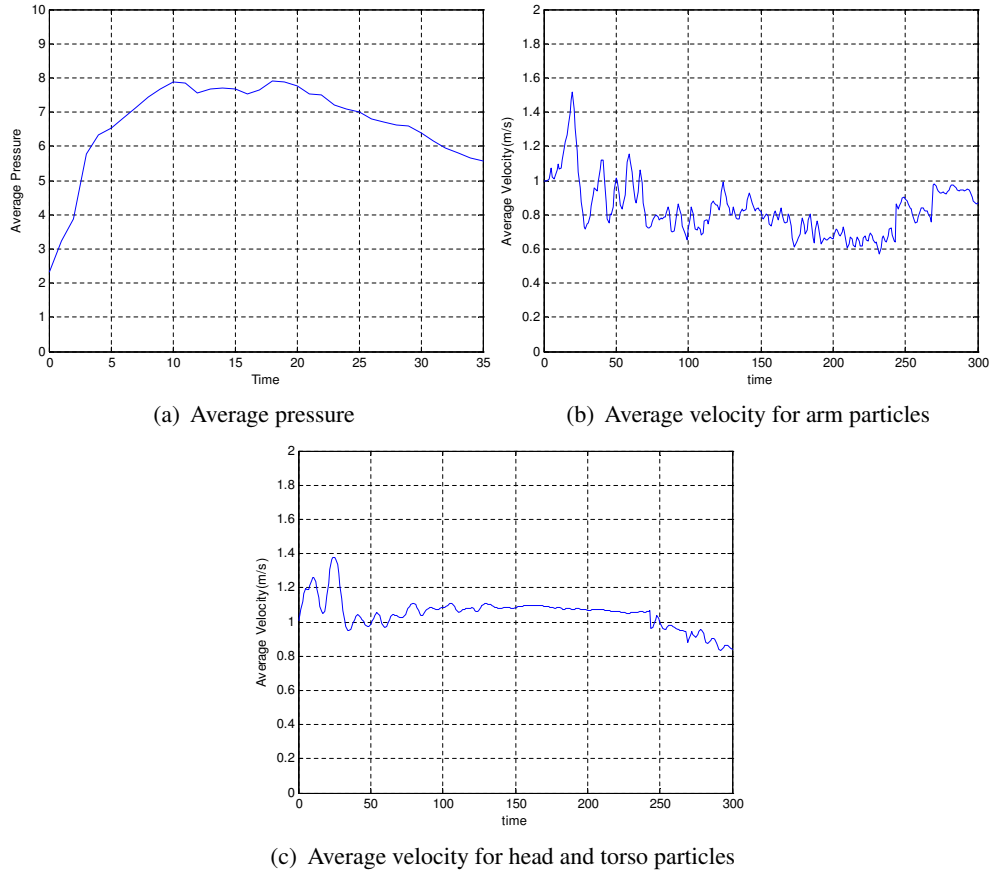 10
9
8
7
6
5
4
3
2
1
0
Average Pressure
0 5 10 15 20 25 30 35
Time
(a) Average pressure
2
1.8
1.6
1.4
1.2
1
0.8
0.6
0.4
0.2
0
Average Velocity(m/s)
0 50 100 150 200 250 300
time
(b) Average velocity for arm particles
2
1.8
1.6
1.4
1.2
1
0.8
0.6
0.4
0.2
0
Average Velocity(m/s)
0 50 100 150 200 250 300
time
(c) Average velocity for head and torso particles